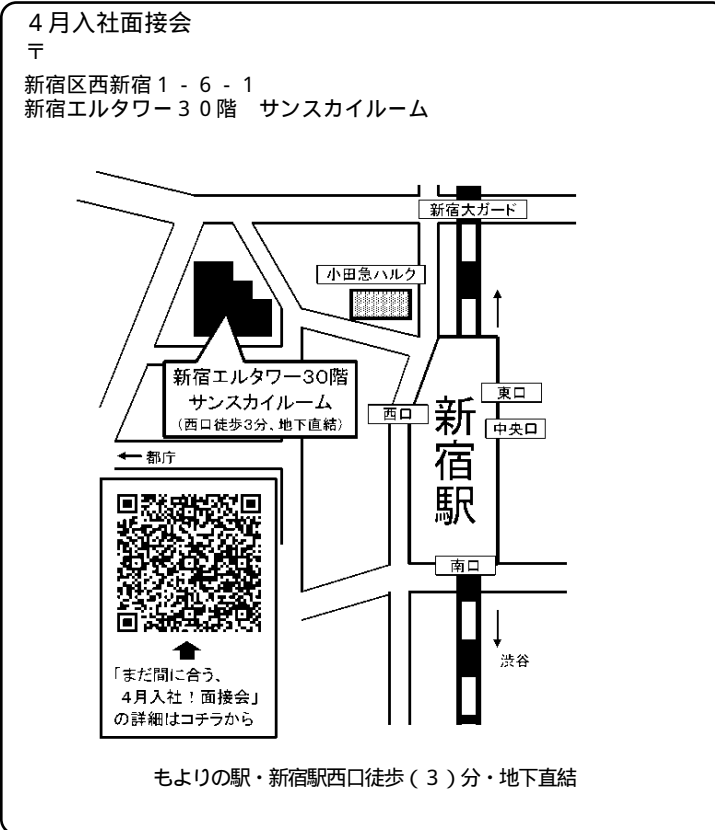 ４月入社面接会
〒
新宿区西新宿１‐６‐１
新宿エルタワー３０階　サンスカイルーム
新宿大ガード
小田急ハルク
新宿エルタワー30階
サンスカイルーム
(西口徒歩3分、地下直結)
西口
東口
中央口
新宿駅
←都庁
南口
渋谷
「まだ間に合う、
4月入社！面接会」
の詳細はコチラから
もよりの駅・新宿駅西口徒歩（３）分・地下直結